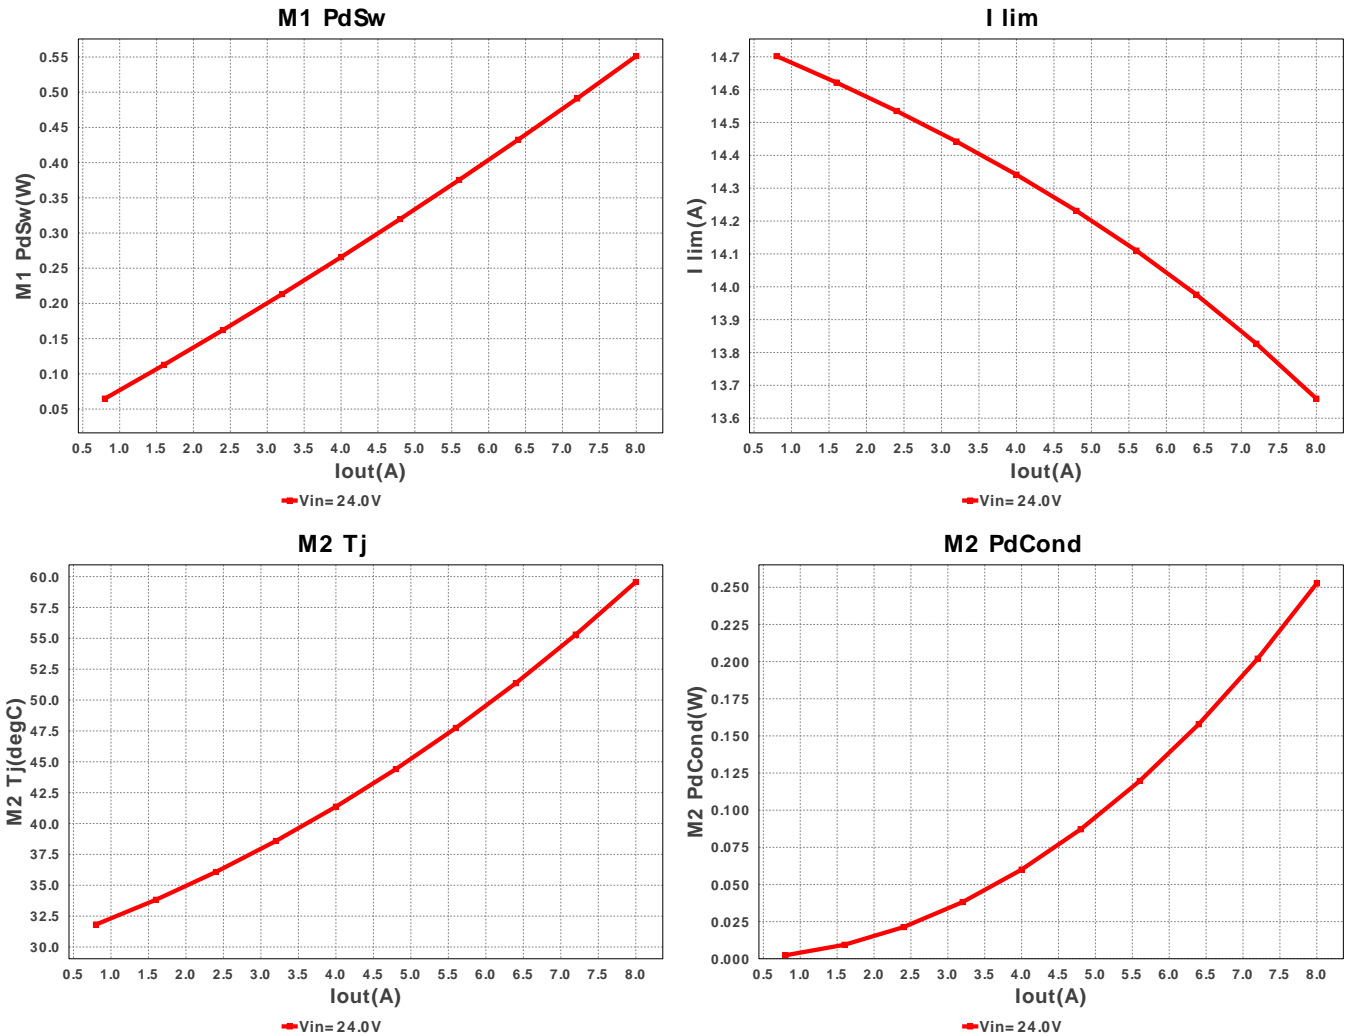 M1 PdSw
M1 PdSw(W)
0.55
0.50
0.45
0.40
0.35
0.30
0.25
0.20
0.15
0.10
0.05
0.5 1.0 1.5 2.0 2.5 3.0 3.5 4.0 4.5 5.0 5.5 6.0 6.5 7.0 7.5 8.0
Iout(A)
Vin=24.0V
I lim
I lim(A)
14.7
14.6
14.5
14.4
14.3
14.2
14.1
14.0
13.9
13.8
13.7
13.6
0.5 1.0 1.5 2.0 2.5 3.0 3.5 4.0 4.5 5.0 5.5 6.0 6.5 7.0 7.5 8.0
Iout(A)
Vin=24.0V
M2 Tj
M2 Tj(degC)
60.0
57.5
55.0
52.5
50.0
47.5
45.0
42.5
40.0
37.5
35.0
32.5
30.0
0.5 1.0 1.5 2.0 2.5 3.0 3.5 4.0 4.5 5.0 5.5 6.0 6.5 7.0 7.5 8.0
Iout(A)
Vin=24.0V
M2 PdCond
M2 PdCond(W)
0.250
0.225
0.200
0.175
0.150
0.125
0.100
0.075
0.050
0.025
0.000
0.5 1.0 1.5 2.0 2.5 3.0 3.5 4.0 4.5 5.0 5.5 6.0 6.5 7.0 7.5 8.0
Iout(A)
Vin=24.0V